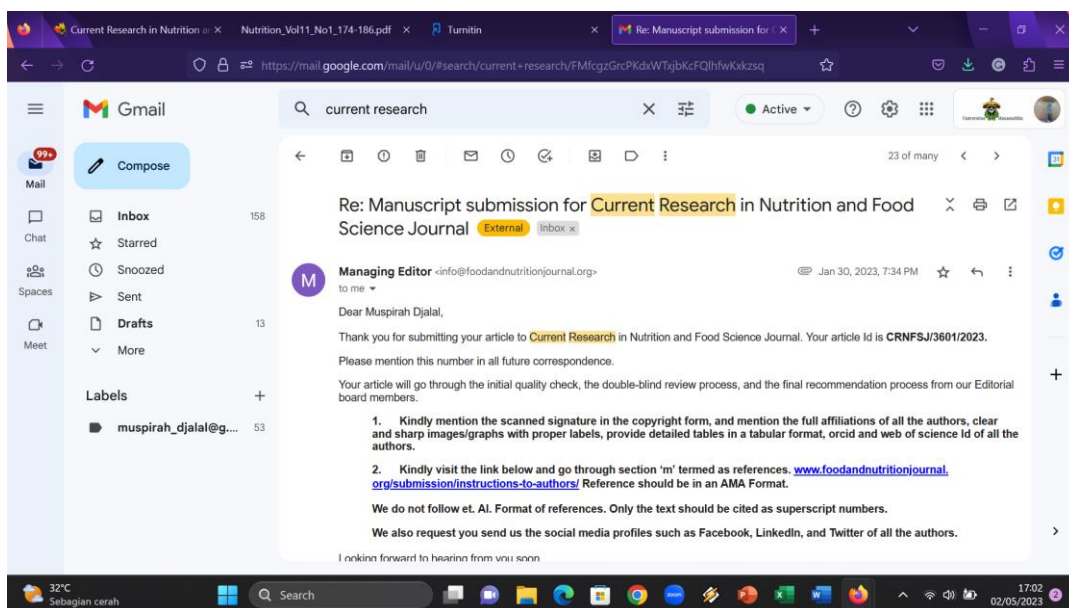 Current Research in Nutrition an
Nutrition_Vol11_No1_174-186.pdf
Turnitin
Re: Manuscript submission for C
https://mail.google.com/mail/u/0/#search/current+research/FMfcgzGrcPKdxWTxjbKcFQlhfwKxkzsq
Gmail
current research
Active
99+
Mail
Chat
Spaces
Meet
Compose
Inbox 158
Starred
Snoozed
Sent
Drafts 13
More
Labels
muspirah_djalal@g.... 53
23 of many
Re: Manuscript submission for Current Research in Nutrition and Food
Science Journal External Inbox x
M
Managing Editor <info@foodandnutritionjournal.org> Jan 30, 2023, 7:34 PM
to me
Dear Muspirah Djalal,
Thank you for submitting your article to Current Research in Nutrition and Food Science Journal. Your article Id is CRNFSJ/3601/2023.
Please mention this number in all future correspondence.
Your article will go through the initial quality check, the double-blind review process, and the final recommendation process from our Editorial
board members.
1. Kindly mention the scanned signature in the copyright form, and mention the full affiliations of all the authors, clear
and sharp images/graphs with proper labels, provide detailed tables in a tabular format, orcid and web of science Id of all the
authors.
2. Kindly visit the link below and go through section ‘m’ termed as references. www.foodandnutritionjournal.
org/submission/instructions-to-authors/ Reference should be in an AMA Format.
We do not follow et. Al. Format of references. Only the text should be cited as superscript numbers.
We also request you send us the social media profiles such as Facebook, LinkedIn, and Twitter of all the authors.
Looking forward to hearing from you soon
32°C
Sebagian cerah
Search
zoom
17:02
02/05/2023
2